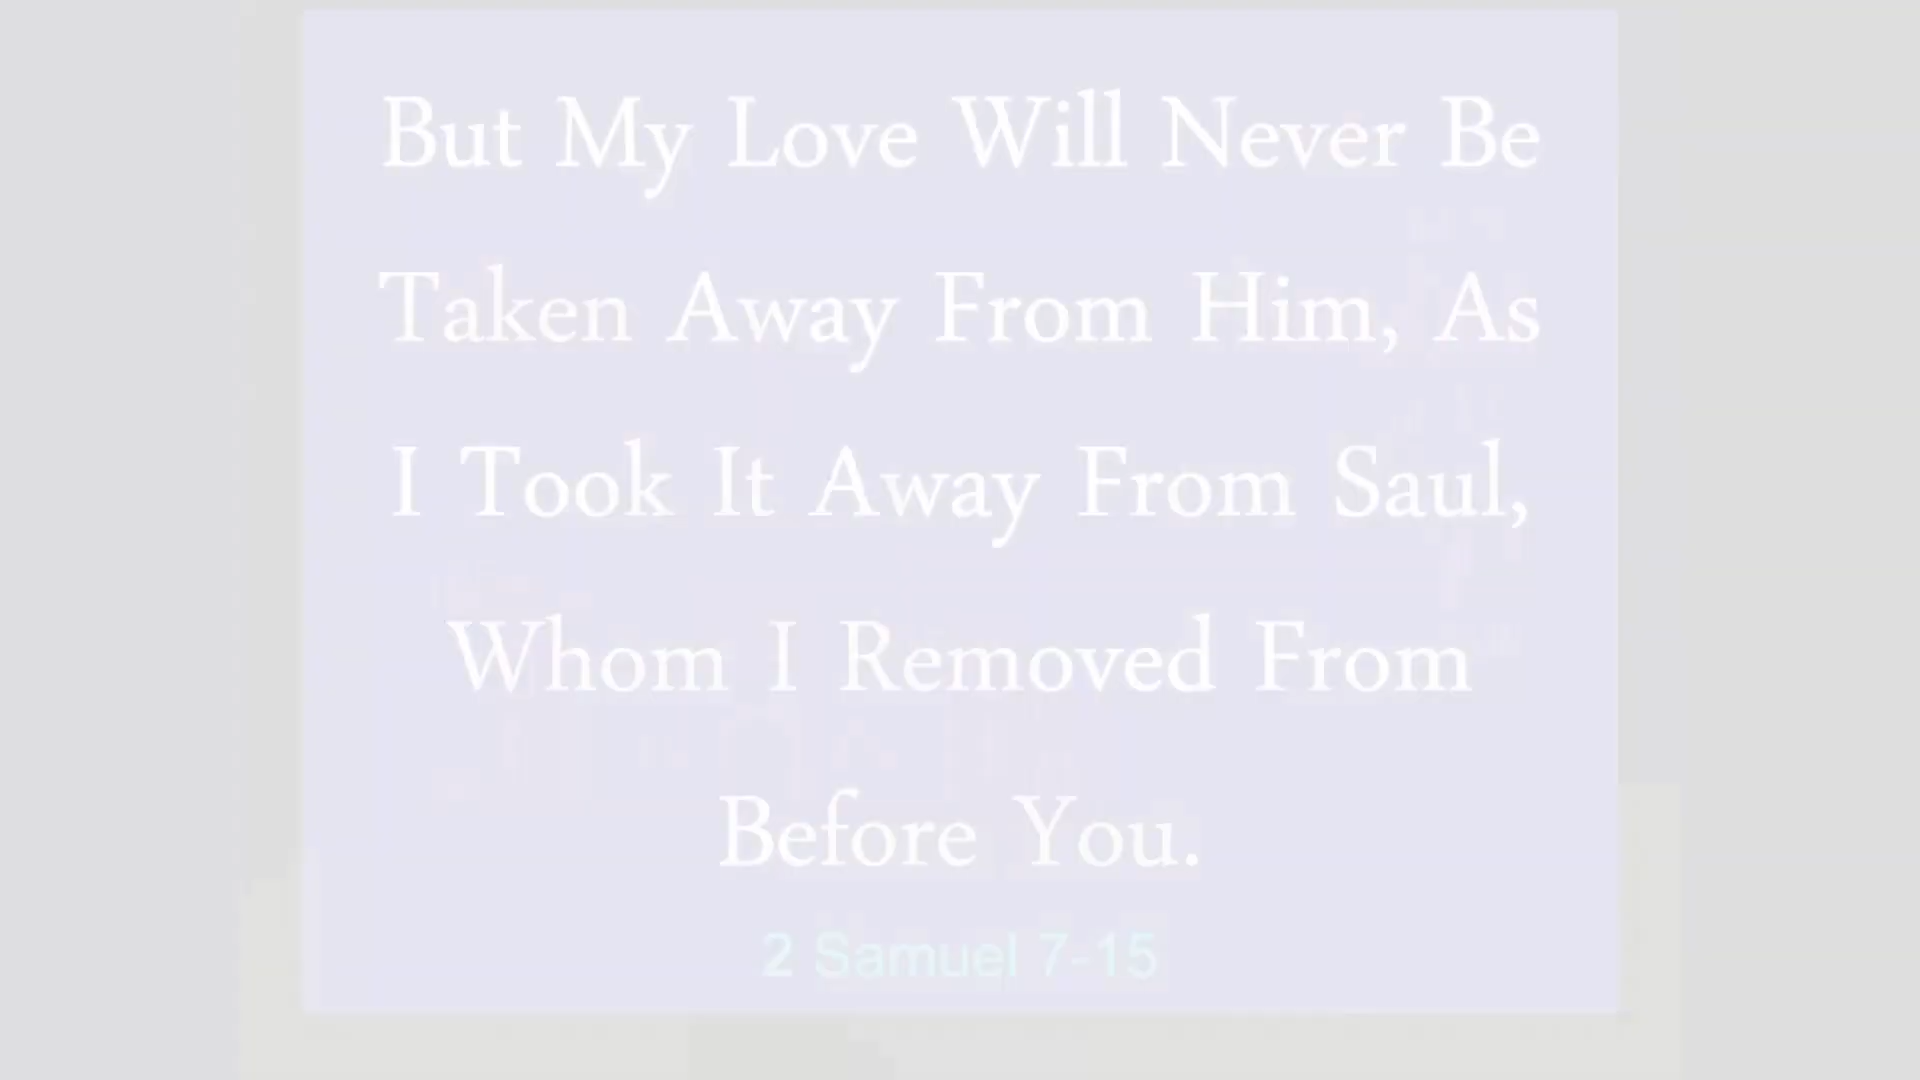 But My Love Will Never Be
Taken Away From Him, As
I Took It Away From Saul,
Whom I Removed From
Before You.
2 Samuel 7-15